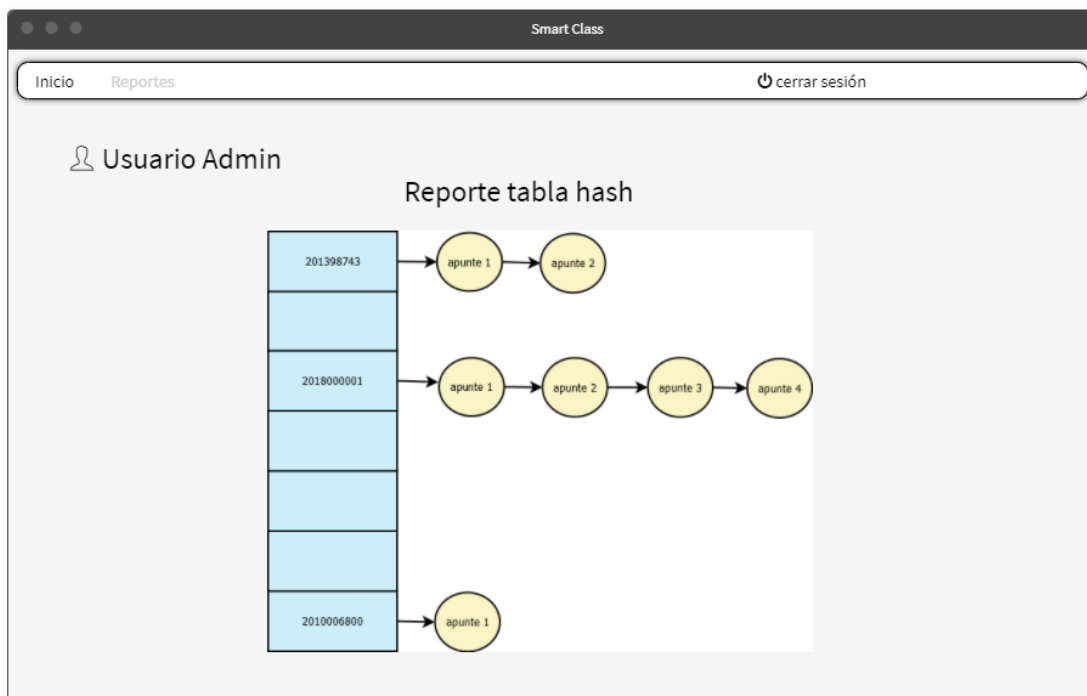 Smart Class
Inicio Reportes cerrar sesión
Usuario Admin
Reporte tabla hash
201398743 apunte 1 apunte 2
2018000001 apunte 1 apunte 2 apunte 3 apunte 4
2010006800 apunte 1